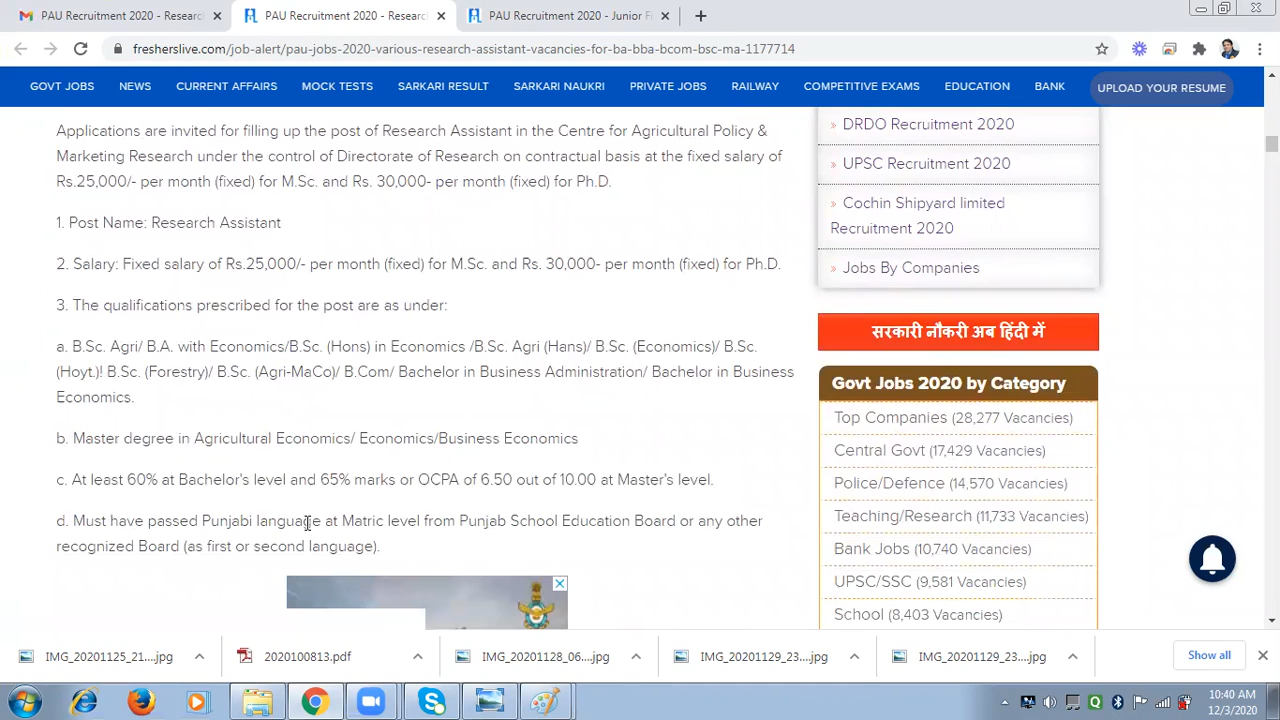 PAU Recruitment 2020 - Researc
PAU Recruitment 2020 - Researc
PAU Recruitment 2020 - Junior F
fresherslive.com/job-alert/pau-jobs-2020-various-research-assistant-vacancies-for-ba-bba-bcom-bsc-ma-1177714
GOVT JOBS NEWS CURRENT AFFAIRS MOCK TESTS SARKARI RESULT SARKARI NAUKRI PRIVATE JOBS RAILWAY COMPETITIVE EXAMS EDUCATION BANK UPLOAD YOUR RESUME
Applications are invited for filling up the post of Research Assistant in the Centre for Agricultural Policy &
Marketing Research under the control of Directorate of Research on contractual basis at the fixed salary of
Rs.25,000/- per month (fixed) for M.Sc. and Rs. 30,000- per month (fixed) for Ph.D.
1. Post Name: Research Assistant
2. Salary: Fixed salary of Rs.25,000/- per month (fixed) for M.Sc. and Rs. 30,000- per month (fixed) for Ph.D.
3. The qualifications prescribed for the post are as under:
a. B.Sc. Agri/ B.A. with Economics/B.Sc. (Hons) in Economics /B.Sc. Agri (Hans)/ B.Sc. (Economics)/ B.Sc.
(Hoyt.)! B.Sc. (Forestry)/ B.Sc. (Agri-MaCo)/ B.Com/ Bachelor in Business Administration/ Bachelor in Business
Economics.
b. Master degree in Agricultural Economics/ Economics/Business Economics
c. At least 60% at Bachelor's level and 65% marks or OCPA of 6.50 out of 10.00 at Master's level.
d. Must have passed Punjabi language at Matric level from Punjab School Education Board or any other
recognized Board (as first or second language).
» DRDO Recruitment 2020
» UPSC Recruitment 2020
» Cochin Shipyard limited
Recruitment 2020
» Jobs By Companies
सरकारी नौकरी अब हिंदी में
Govt Jobs 2020 by Category
Top Companies (28,277 Vacancies)
Central Govt (17,429 Vacancies)
Police/Defence (14,570 Vacancies)
Teaching/Research (11,733 Vacancies)
Bank Jobs (10,740 Vacancies)
UPSC/SSC (9,581 Vacancies)
School (8,403 Vacancies)
IMG_20201125_21....jpg
2020100813.pdf
IMG_20201128_06....jpg
IMG_20201129_23....jpg
IMG_20201129_23....jpg
Show all
10:40 AM
12/3/2020